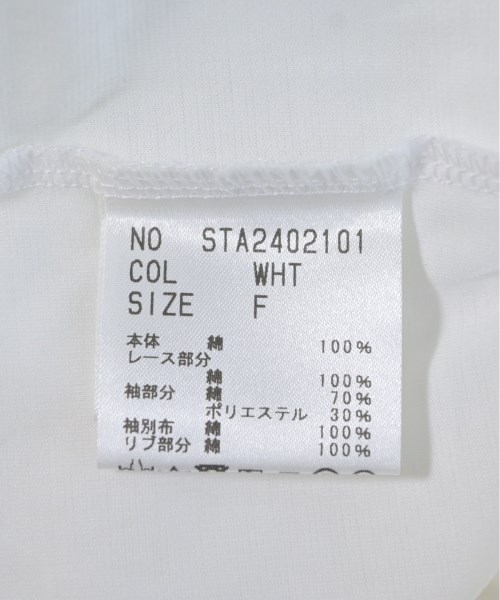 NO STA2402101
COL WHT
SIZE F
本体 綿 100%
レース部分
綿 100%
袖部分 綿 70%
ポリエステル 30%
袖別布 綿 100%
リブ部分 綿 100%